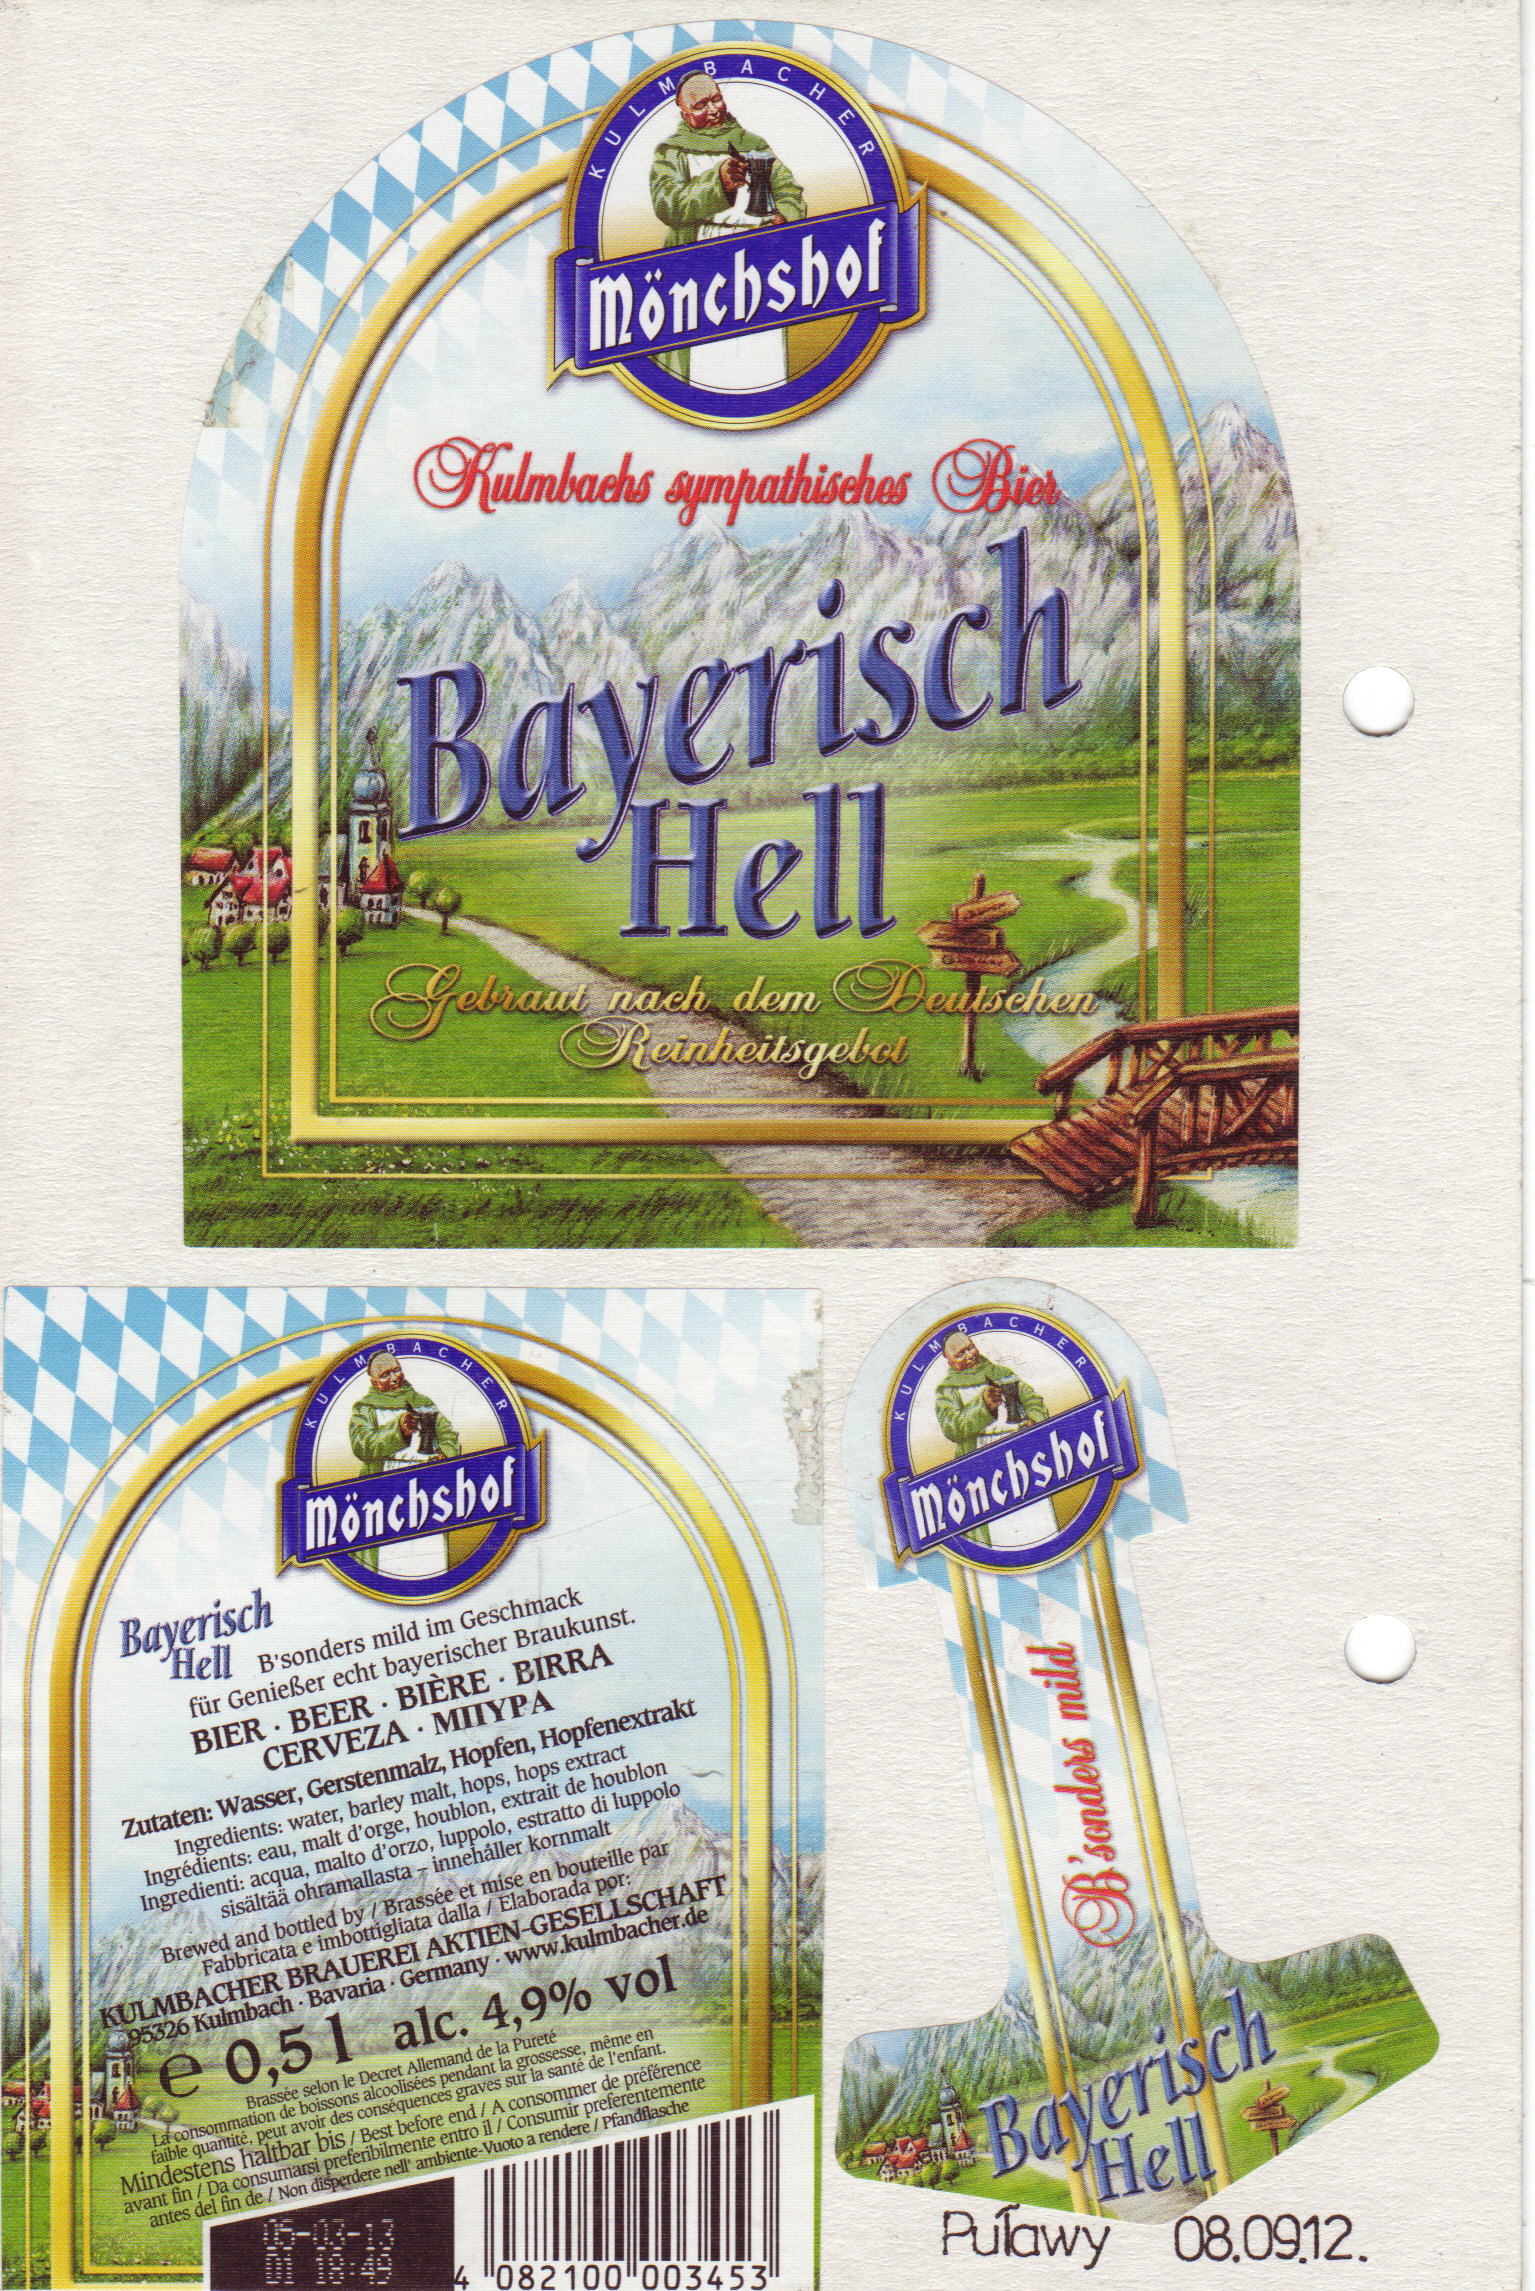 KULMBACHER
Mönchshof
Kulmbachs sympathisches Bier
Bayerisch
Hell
Gebraut nach dem Deutschen
Reinheitsgebot
KULMBACHER
Mönchshof
Bayerisch
Hell
B'sonders mild im Geschmack
für Genießer echt bayerischer Braukunst.
BIER · BEER · BIÈRE · BIRRA
CERVEZA · МПУРА
Zutaten: Wasser, Gerstenmalz, Hopfen, Hopfenextrakt
Ingredients: water, barley malt, hops, hops extract
Ingrédients: eau, malt d'orge, houblon, extrait de houblon
Ingredienti: acqua, malto d'orzo, luppolo, estratto di luppolo
sisältää ohramallasta – innehåller kornmalt
Brewed and bottled by / Brassée et mise en bouteille par
Fabbricata e imbottigliata dalla / Elaborada por:
KULMBACHER BRAUEREI AKTIEN-GESELLSCHAFT
95326 Kulmbach · Bavaria · Germany · www.kulmbacher.de
e 0,5 l alc. 4,9% vol
Brassée selon le Decret Allemand de la Pureté
La consommation de boissons alcoolisées pendant la grossesse, même en
faible quantité, peut avoir des conséquences graves sur la santé de l'enfant.
Mindestens haltbar bis / Best before end / A consommer de préférence
avant fin / Da consumarsi preferibilmente entro il / Consumir preferentemente
antes del fin de / Non disperdere nell' ambiente-Vuoto a rendere / Pfandflasche
05-03-13
01 18:49
4 082100 003453
KULMBACHER
Mönchshof
B'sonders mild
Bayerisch
Hell
Puławy 08.09.12.